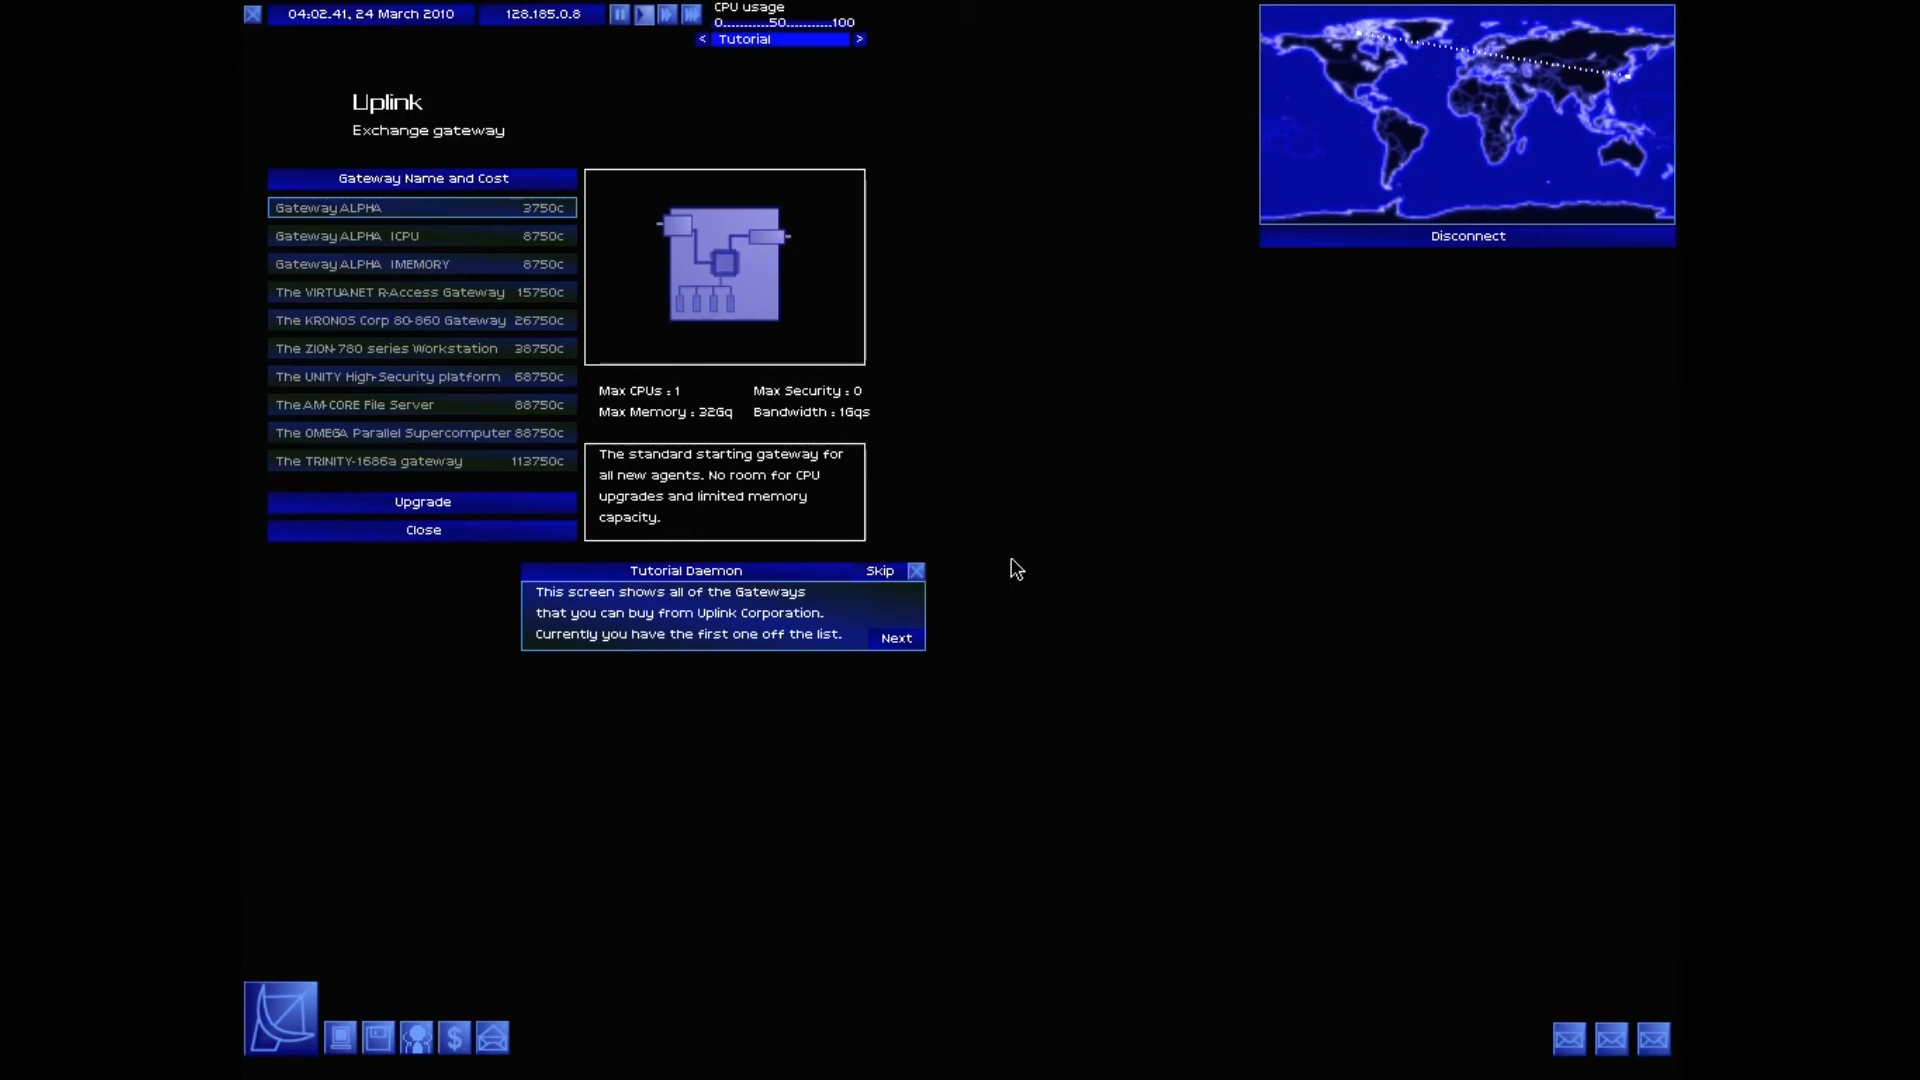 04:02.41, 24 March 2010
128.185.0.8
CPU usage
0.........50.........100
< Tutorial >
Uplink
Exchange gateway
Gateway Name and Cost
Gateway ALPHA 3750c
Gateway ALPHA ICPU 8750c
Gateway ALPHA IMEMORY 8750c
The VIRTUANET R-Access Gateway 15750c
The KRONOS Corp 80-860 Gateway 26750c
The ZION-780 series Workstation 38750c
The UNITY High-Security platform 68750c
The AM-CORE File Server 88750c
The OMEGA Parallel Supercomputer 88750c
The TRINITY-1686a gateway 113750c
Upgrade
Close
Max CPUs : 1 Max Security : 0
Max Memory : 32Gq Bandwidth : 1Gqs
The standard starting gateway for
all new agents. No room for CPU
upgrades and limited memory
capacity.
Tutorial Daemon Skip
This screen shows all of the Gateways
that you can buy from Uplink Corporation.
Currently you have the first one off the list.
Next
Disconnect